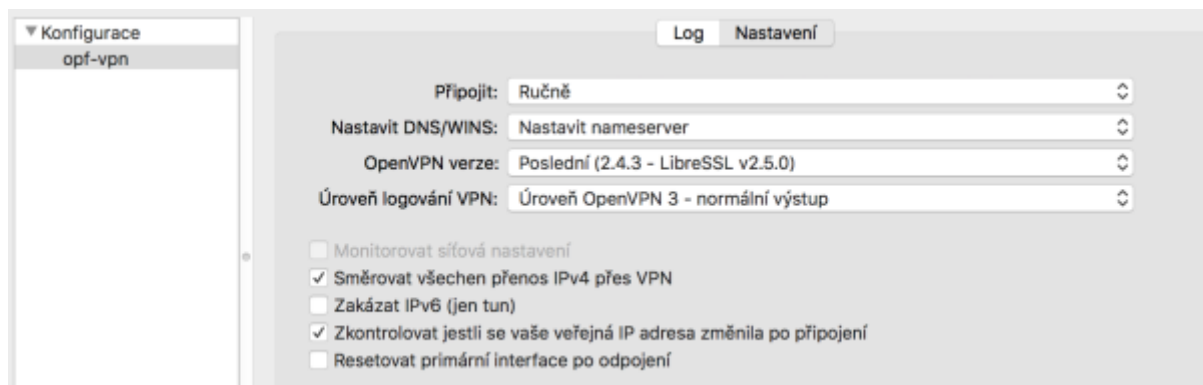 Konfigurace
opf-vpn
Log Nastavení
Připojit: Ručně
Nastavit DNS/WINS: Nastavit nameserver
OpenVPN verze: Poslední (2.4.3 - LibreSSL v2.5.0)
Úroveň logování VPN: Úroveň OpenVPN 3 - normální výstup
Monitorovat síťová nastavení
Směrovat všechen přenos IPv4 přes VPN
Zakázat IPv6 (jen tun)
Zkontrolovat jestli se vaše veřejná IP adresa změnila po připojení
Resetovat primární interface po odpojení